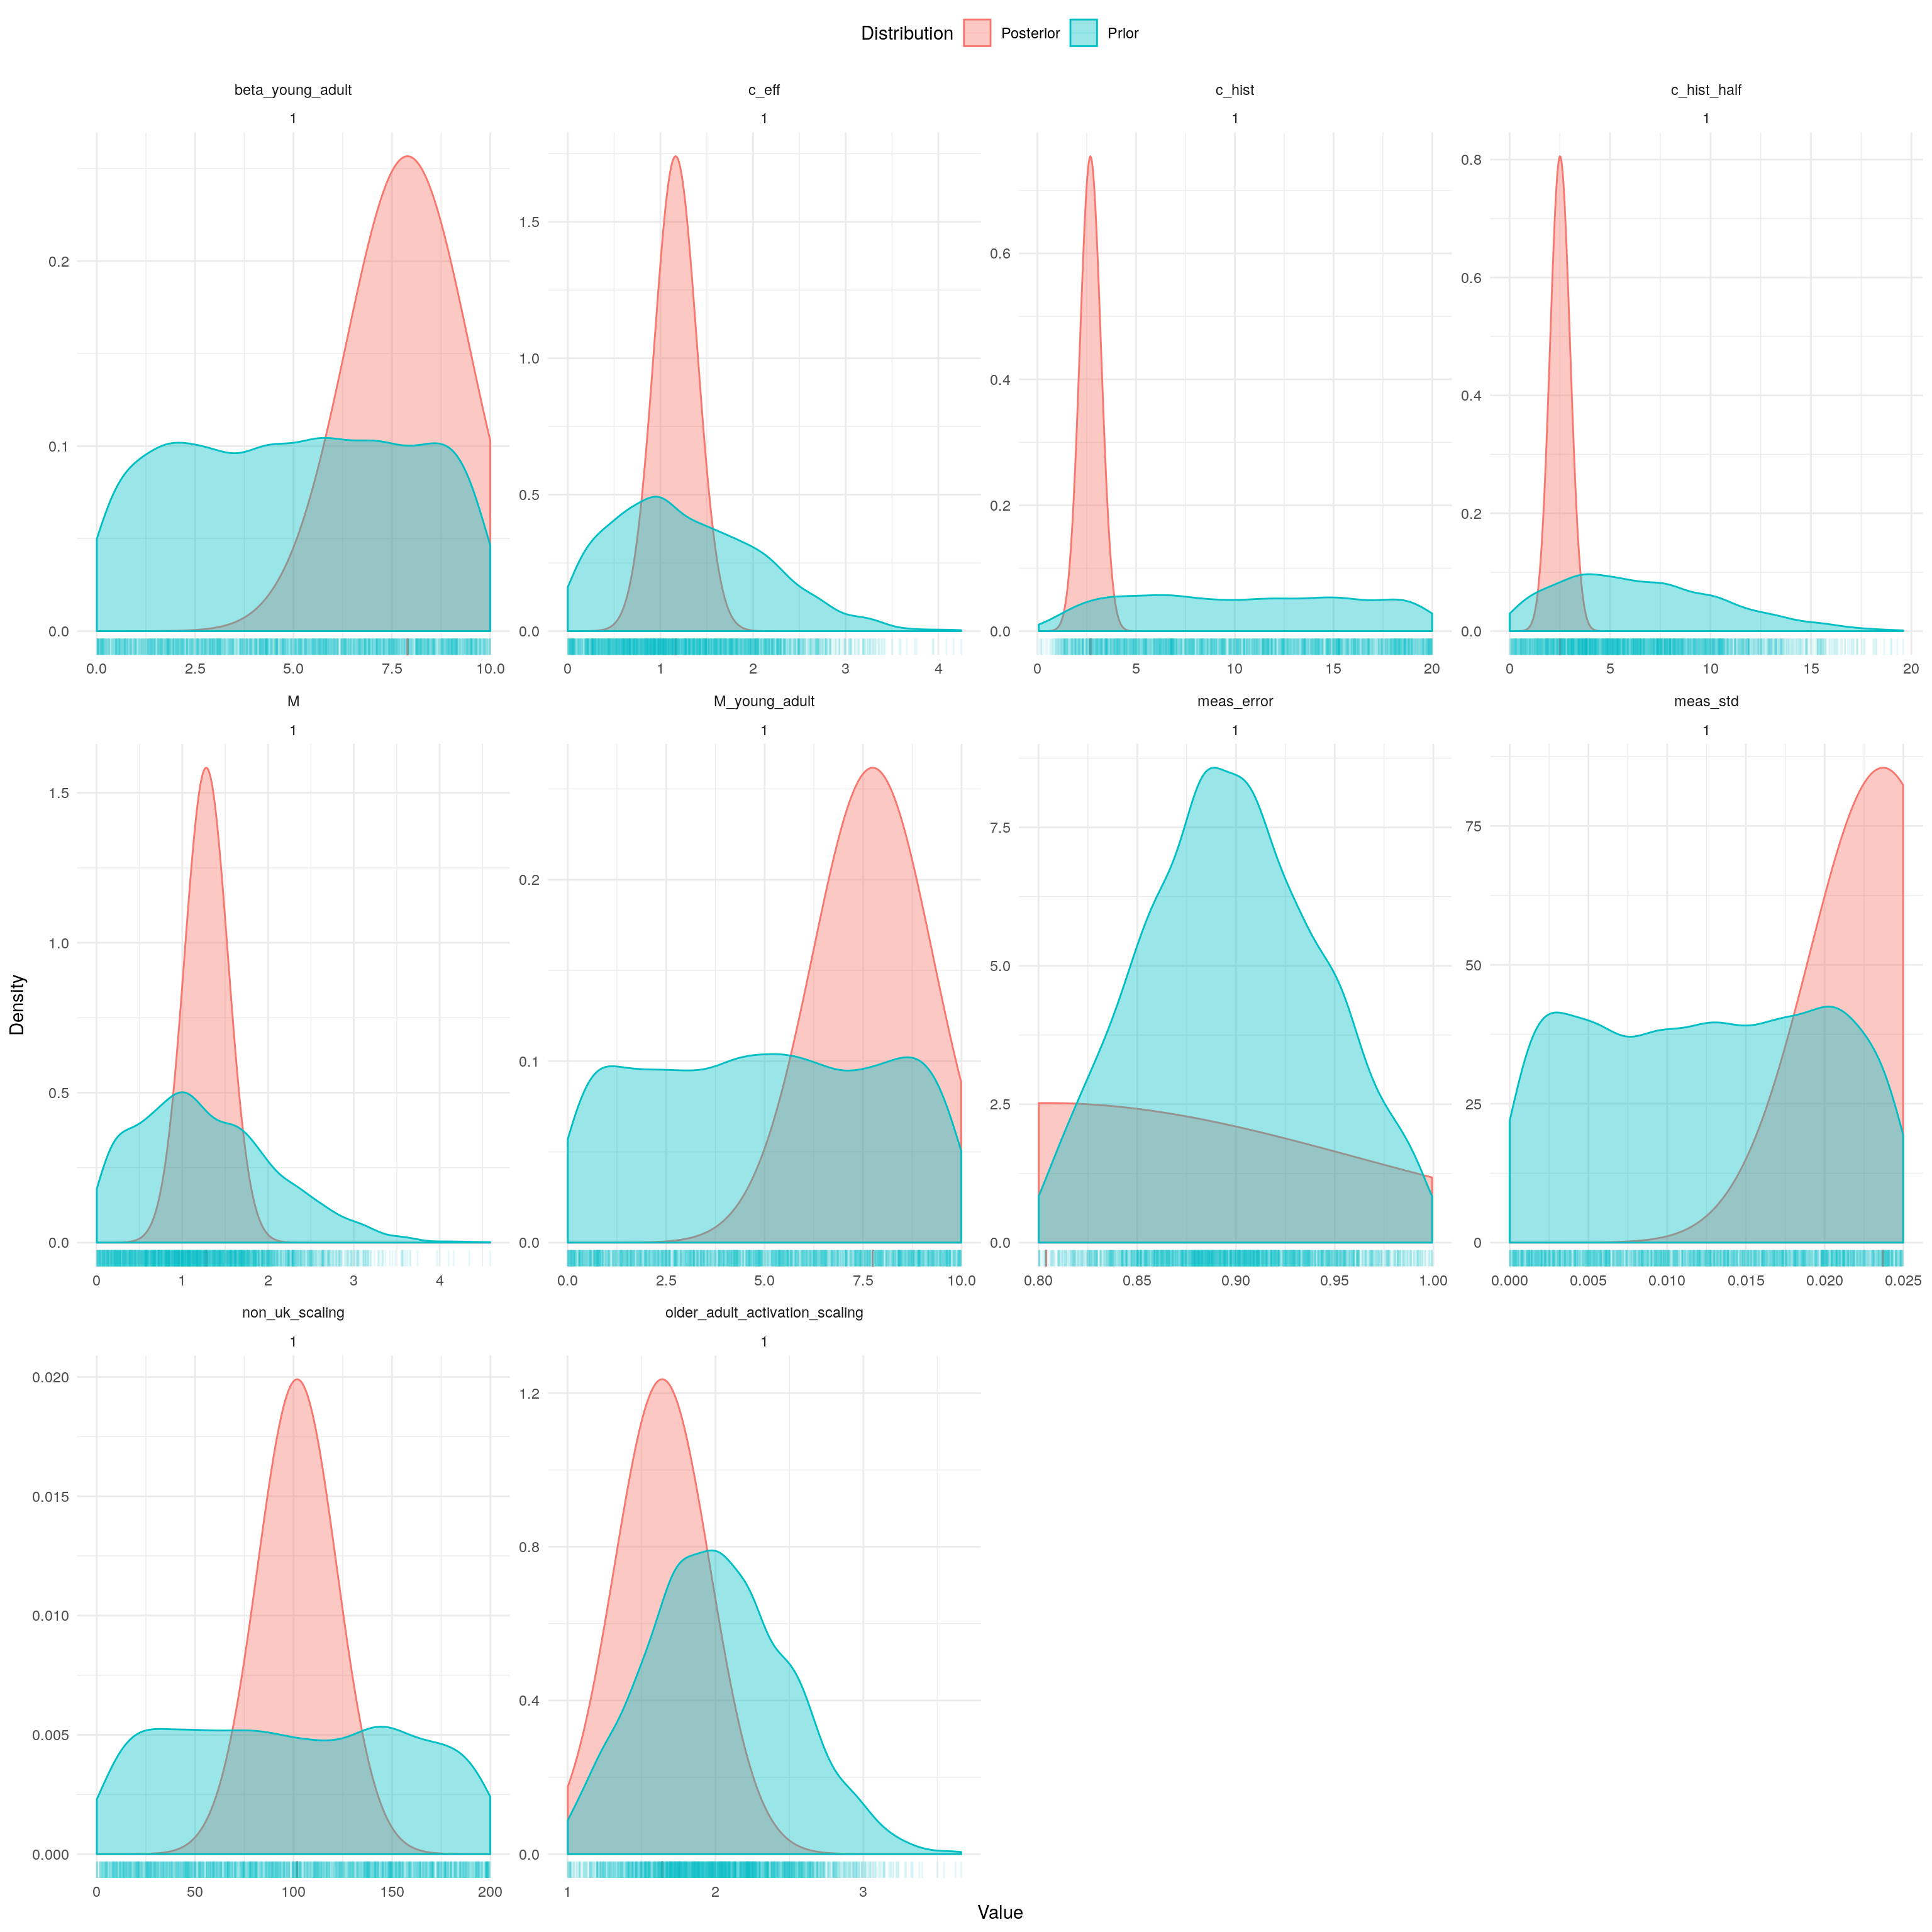 Distribution Posterior Prior
beta_young_adult c_eff c_hist c_hist_half
1 1 1 1
0.2 1.5 0.6 0.8
0.1 1.0 0.4 0.6
0.0 0.5 0.2 0.4
0.0 0.0 0.2
0.0
0.0 2.5 5.0 7.5 10.0 0 1 2 3 4 0 5 10 15 20 0 5 10 15 20
M M_young_adult meas_error meas_std
1 1 1 1
1.5 0.2 7.5 75
1.0 0.1 5.0 50
0.5 0.0 2.5 25
0.0 0.0 0
0 1 2 3 4 0.0 2.5 5.0 7.5 10.0 0.80 0.85 0.90 0.95 1.00 0.000 0.005 0.010 0.015 0.020 0.025
Density
non_uk_scaling older_adult_activation_scaling
1 1
0.020 1.2
0.015 0.8
0.010 0.4
0.005 0.0
0.000
0 50 100 150 200 1 2 3
Value